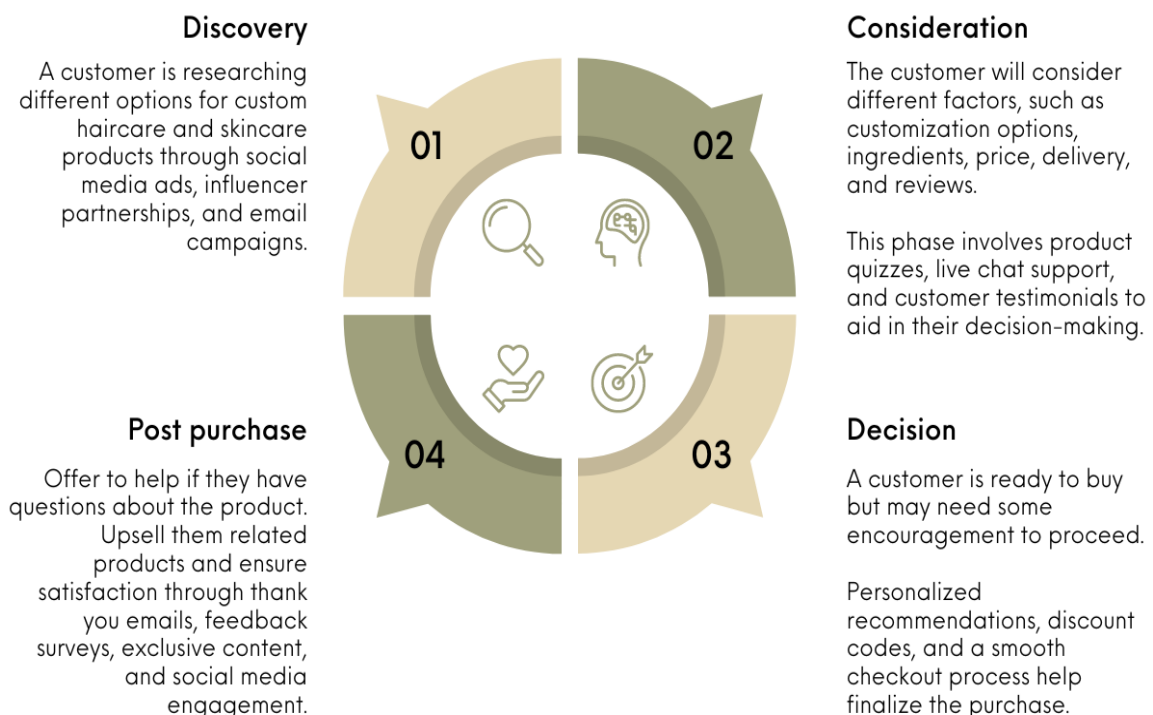 Discovery
A customer is researching
different options for custom
haircare and skincare
products through social
media ads, influencer
partnerships, and email
campaigns.
01
02
Consideration
The customer will consider
different factors, such as
customization options,
ingredients, price, delivery,
and reviews.
This phase involves product
quizzes, live chat support,
and customer testimonials to
aid in their decision-making.
03
Decision
A customer is ready to buy
but may need some
encouragement to proceed.
Personalized
recommendations, discount
codes, and a smooth
checkout process help
finalize the purchase.
04
Post purchase
Offer to help if they have
questions about the product.
Upsell them related
products and ensure
satisfaction through thank
you emails, feedback
surveys, exclusive content,
and social media
engagement.